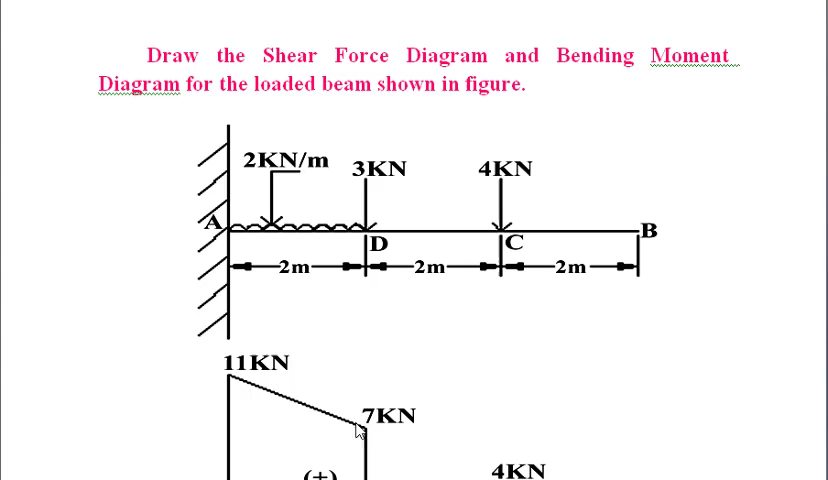 Draw the Shear Force Diagram and Bending Moment
Diagram for the loaded beam shown in figure.
2KN/m 3KN 4KN
A B
D C
2m 2m 2m
11KN
7KN
(+) 4KN